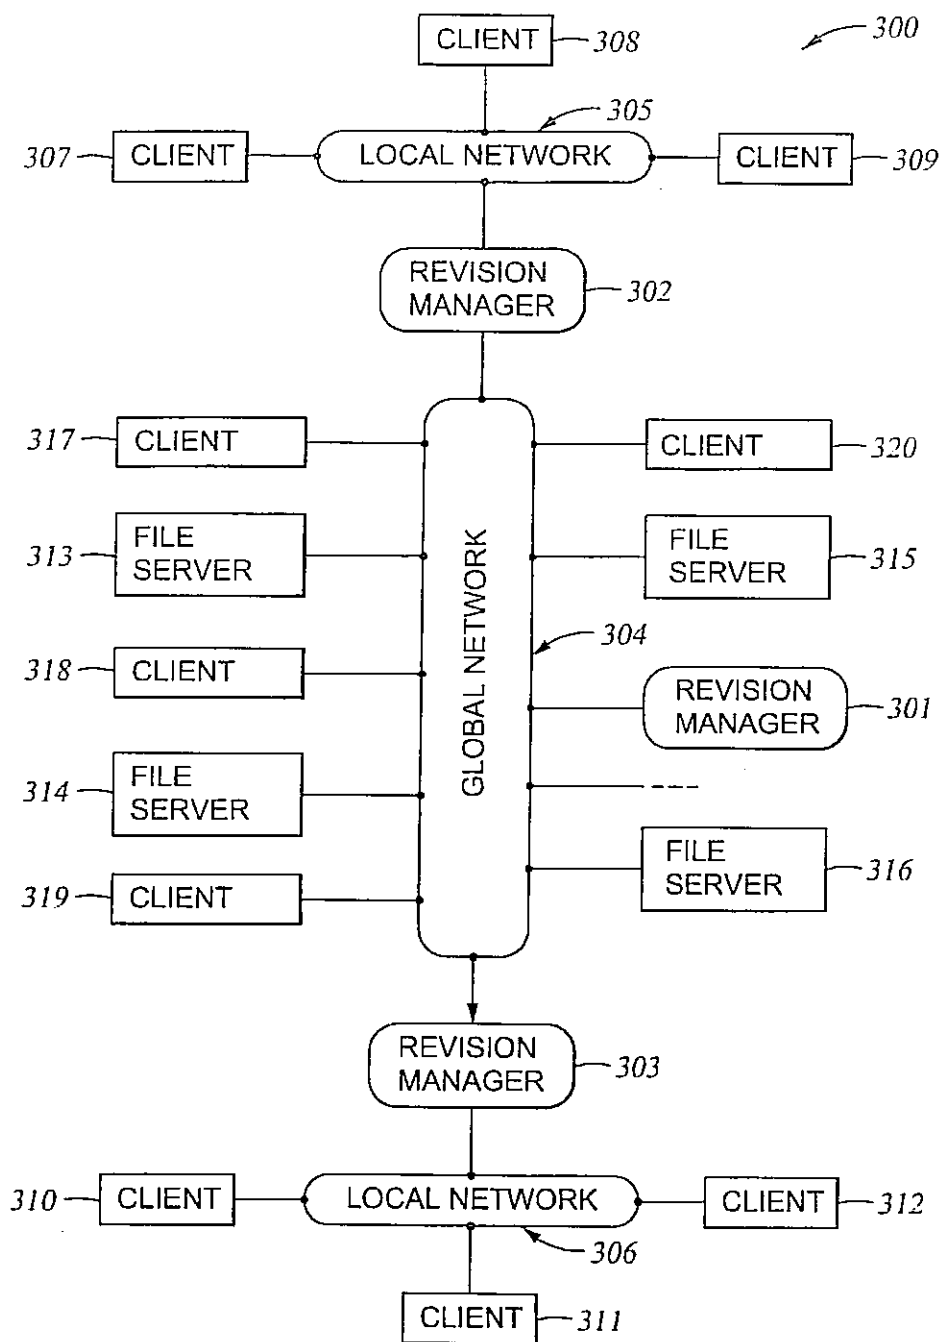 CLIENT 308
300
305
307 CLIENT LOCAL NETWORK CLIENT 309
REVISION
MANAGER 302
317 CLIENT
CLIENT 320
FILE
SERVER 313
FILE
SERVER 315
304
318 CLIENT
GLOBAL NETWORK
REVISION
MANAGER 301
314 FILE
SERVER
FILE
SERVER 316
319 CLIENT
REVISION
MANAGER 303
310 CLIENT LOCAL NETWORK CLIENT 312
306
CLIENT 311